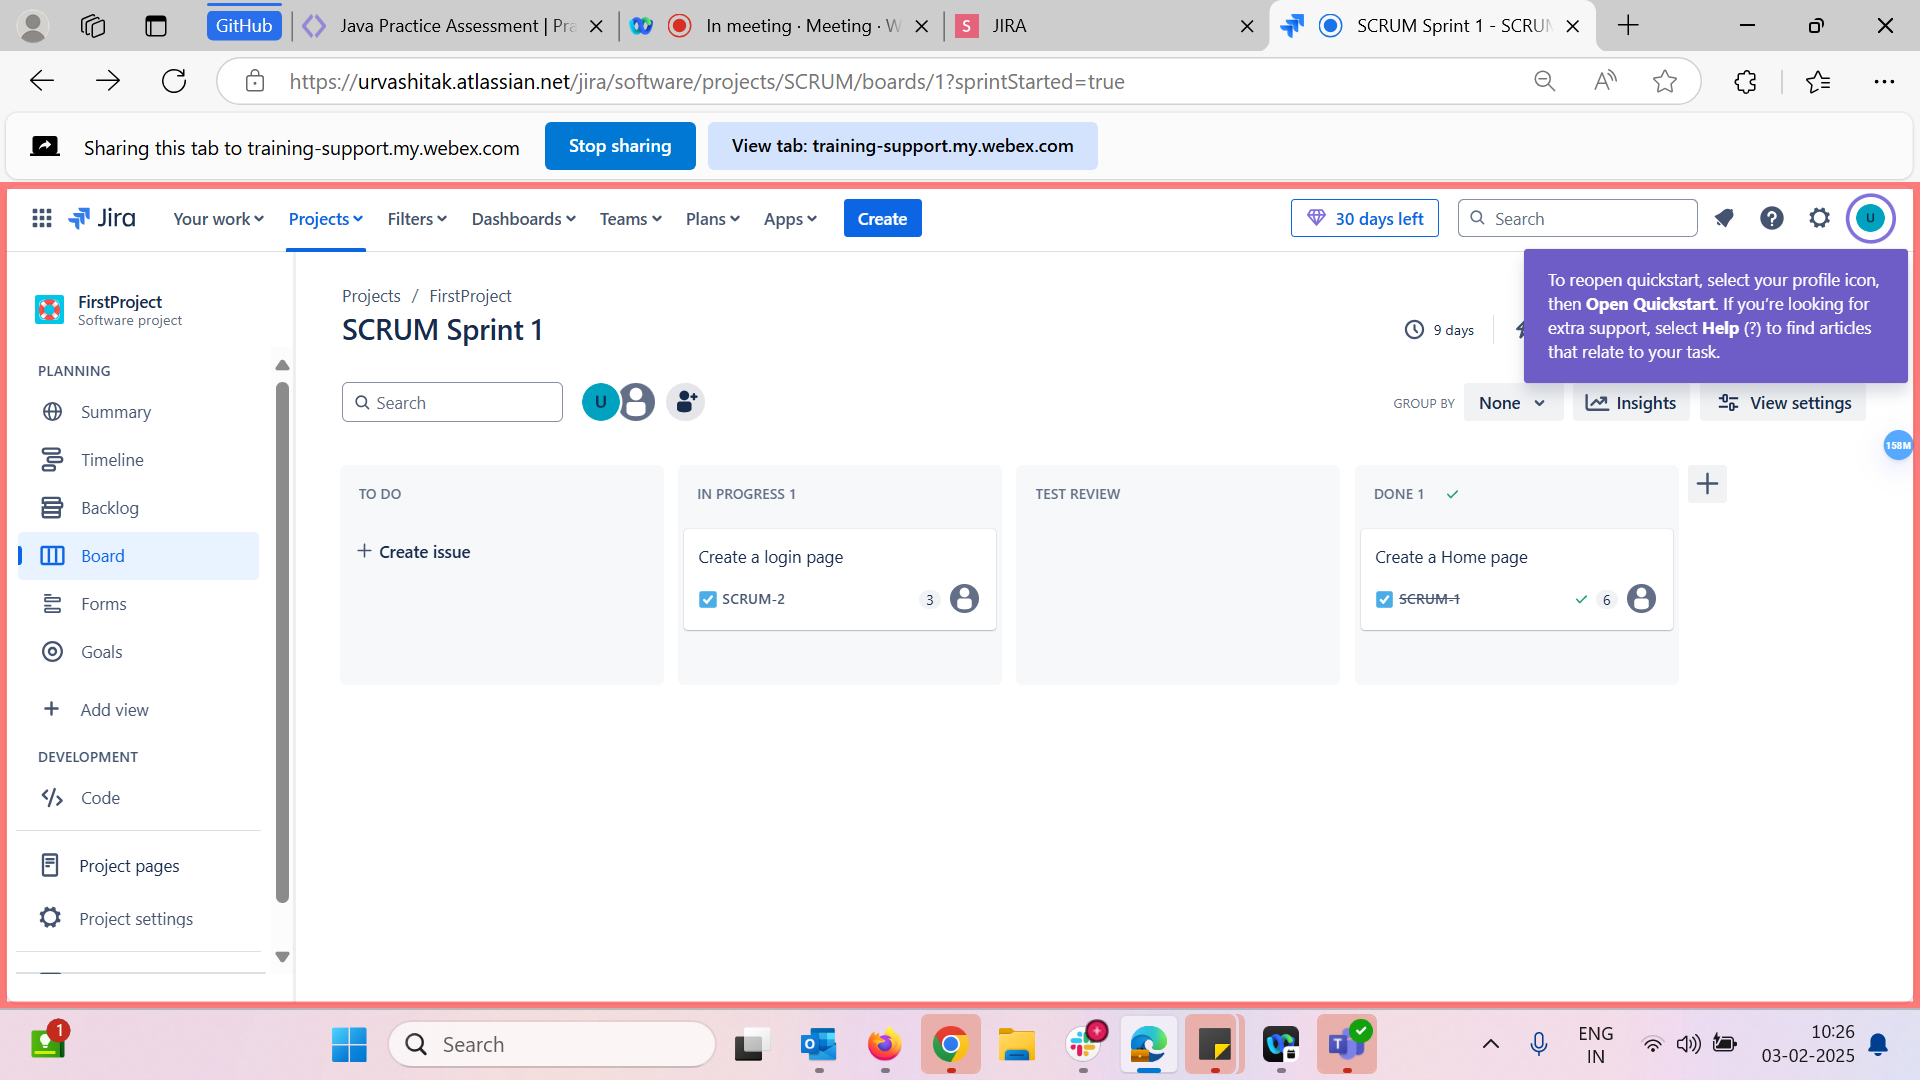 GitHub
Java Practice Assessment | Pra
In meeting · Meeting · W
S
JIRA
SCRUM Sprint 1 - SCRUM
https://urvashitak.atlassian.net/jira/software/projects/SCRUM/boards/1?sprintStarted=true
Sharing this tab to training-support.my.webex.com
Stop sharing
View tab: training-support.my.webex.com
Jira
Your work
Projects
Filters
Dashboards
Teams
Plans
Apps
Create
30 days left
Search
U
To reopen quickstart, select your profile icon,
then Open Quickstart. If you're looking for
extra support, select Help (?) to find articles
that relate to your task.
FirstProject
Software project
PLANNING
Summary
Timeline
Backlog
Board
Forms
Goals
Add view
DEVELOPMENT
Code
Project pages
Project settings
Projects / FirstProject
SCRUM Sprint 1
9 days
Search
U
GROUP BY
None
Insights
View settings
158M
TO DO
Create issue
IN PROGRESS 1
Create a login page
SCRUM-2
3
TEST REVIEW
DONE 1
Create a Home page
SCRUM-1
6
1
Search
ENG
IN
10:26
03-02-2025